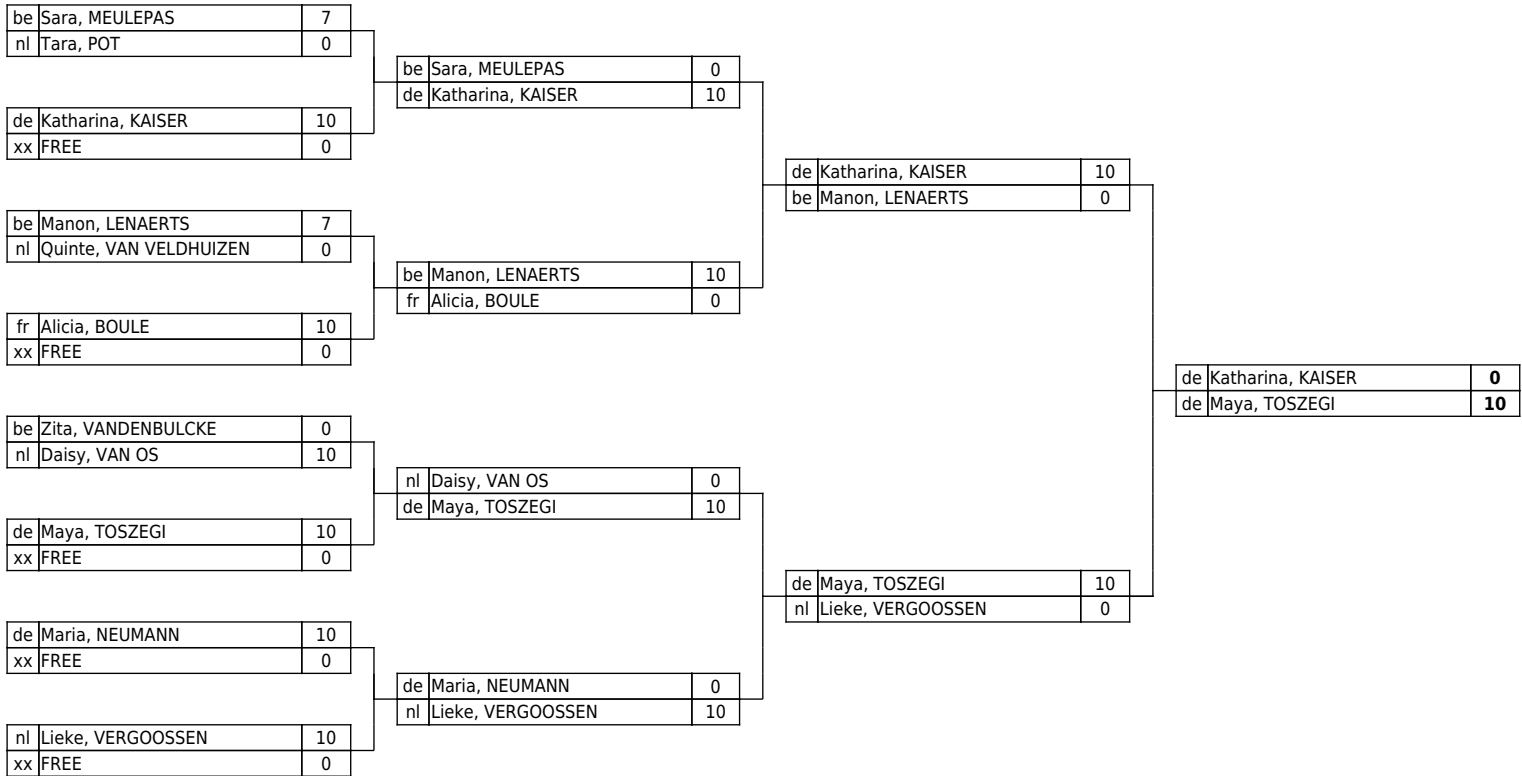 be Sara, MEULEPAS 7
nl Tara, POT 0
be Sara, MEULEPAS 0
de Katharina, KAISER 10
de Katharina, KAISER 10
xx FREE 0
de Katharina, KAISER 10
be Manon, LENAERTS 0
be Manon, LENAERTS 7
nl Quinte, VAN VELDHUIZEN 0
be Manon, LENAERTS 10
fr Alicia, BOULE 0
fr Alicia, BOULE 10
xx FREE 0
de Katharina, KAISER 0
de Maya, TOSZEGI 10
be Zita, VANDENBULCKE 0
nl Daisy, VAN OS 10
nl Daisy, VAN OS 0
de Maya, TOSZEGI 10
de Maya, TOSZEGI 10
xx FREE 0
de Maya, TOSZEGI 10
nl Lieke, VERGOOSSEN 0
de Maria, NEUMANN 10
xx FREE 0
de Maria, NEUMANN 0
nl Lieke, VERGOOSSEN 10
nl Lieke, VERGOOSSEN 10
xx FREE 0